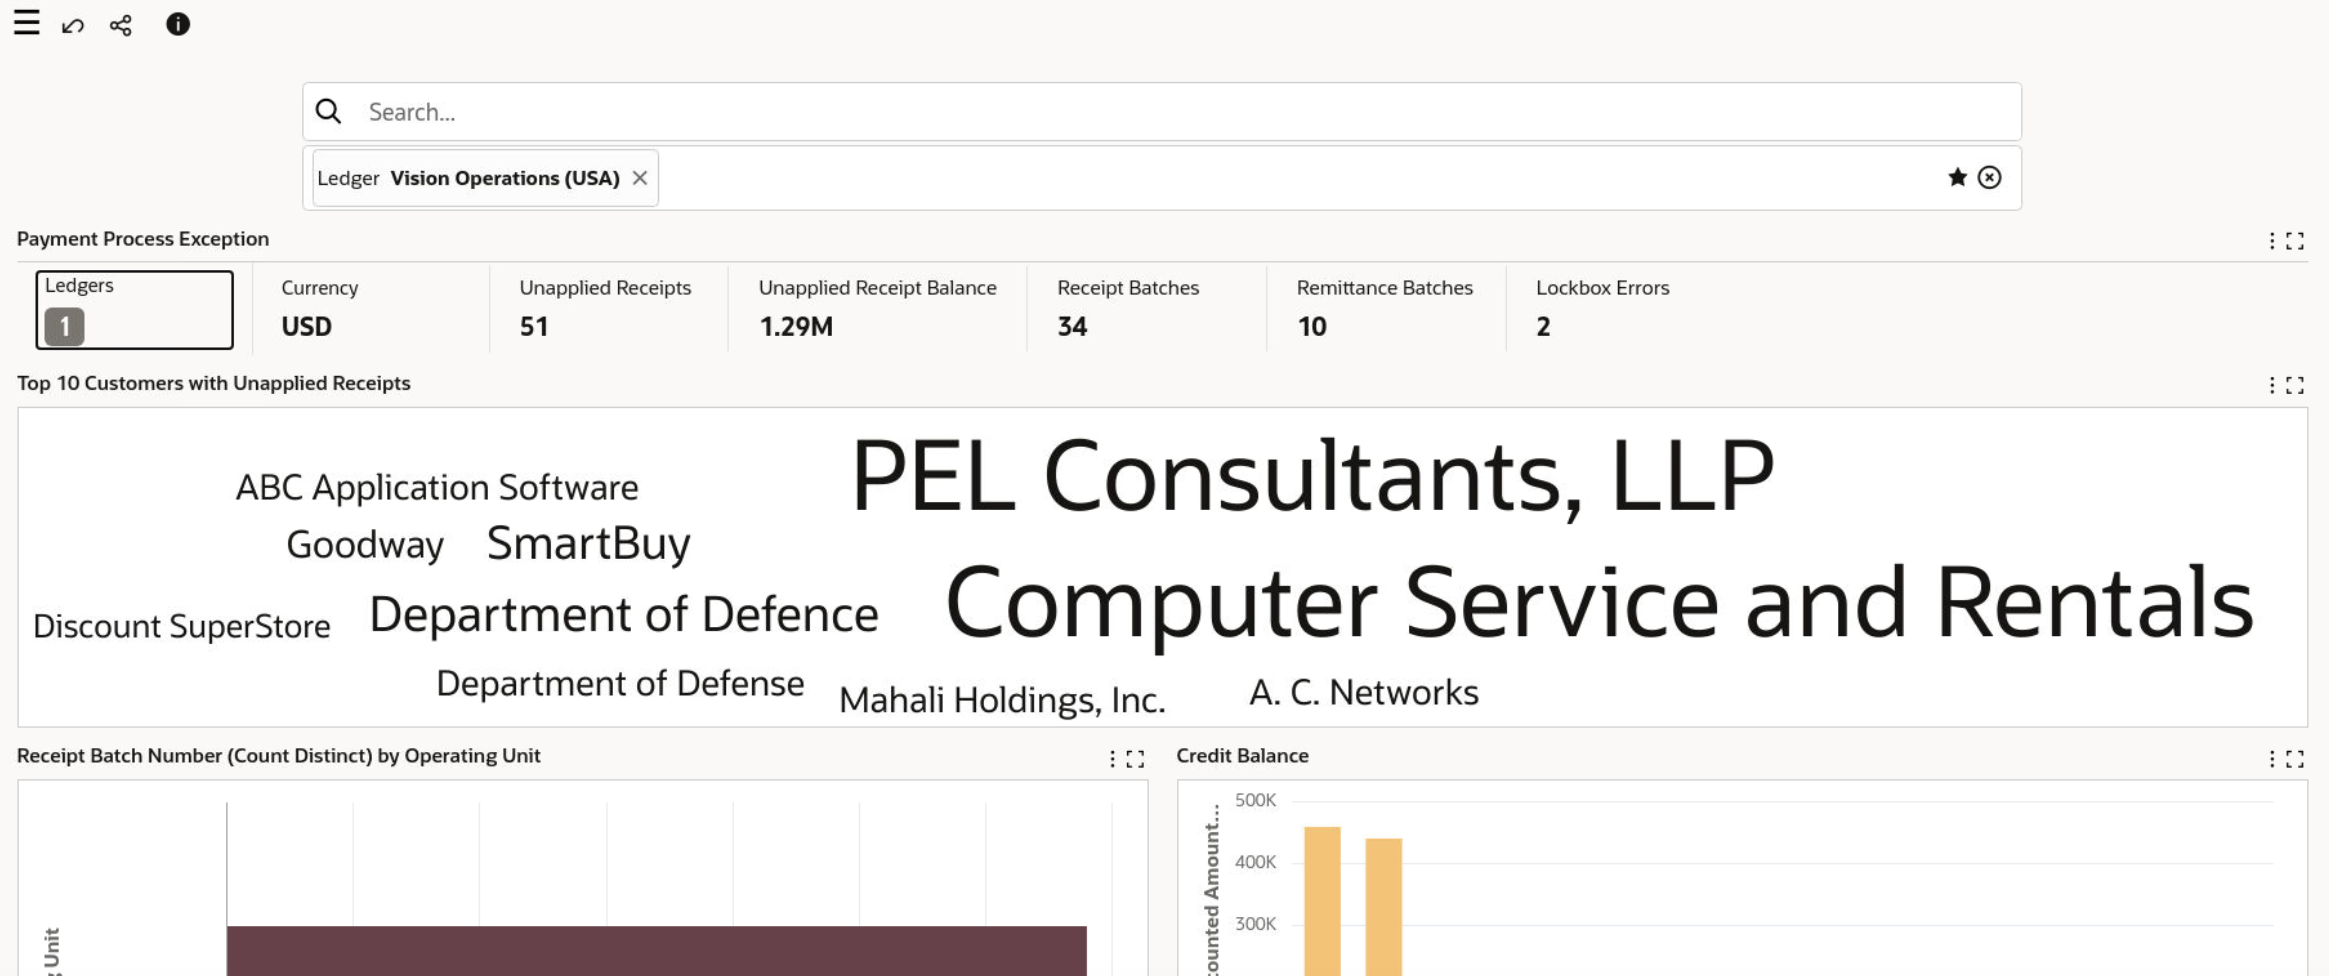 Search...
Ledger Vision Operations (USA)
Payment Process Exception
Ledgers
1
Currency
USD
Unapplied Receipts
51
Unapplied Receipt Balance
1.29M
Receipt Batches
34
Remittance Batches
10
Lockbox Errors
2
Top 10 Customers with Unapplied Receipts
PEL Consultants, LLP
ABC Application Software
Goodway
SmartBuy
Computer Service and Rentals
Discount SuperStore
Department of Defence
Department of Defense
Mahali Holdings, Inc.
A. C. Networks
Receipt Batch Number (Count Distinct) by Operating Unit
Unit
Credit Balance
500K
400K
300K
counted Amount...